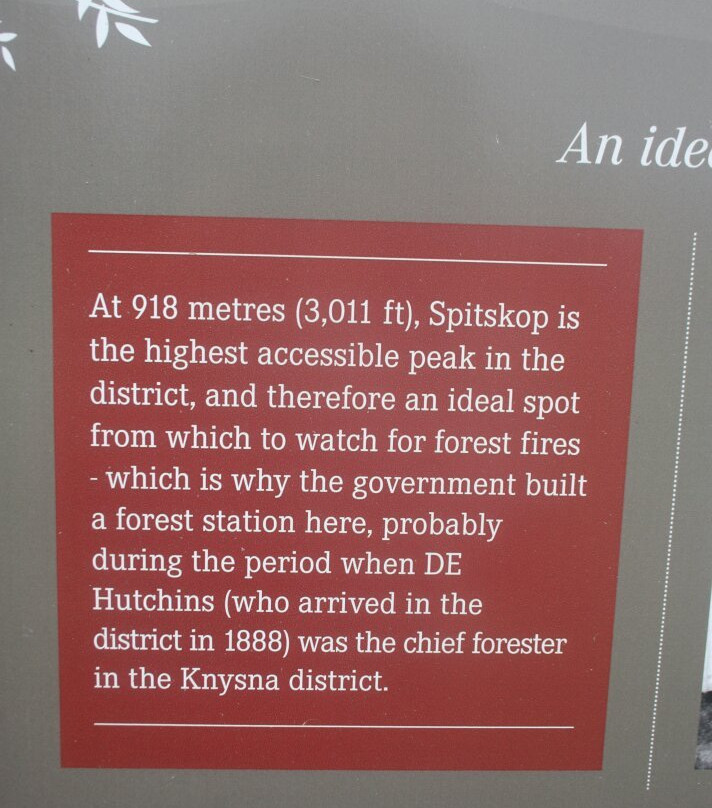 An
At 918 metres (3,011 ft), Spitskop is
the highest accessible peak in the
district, and therefore an ideal spot
from which to watch for forest fires
- which is why the government built
a forest station here, probably
during the period when DE
Hutchins (who arrived in the
district in 1888) was the chief forester
in the Knysna district.